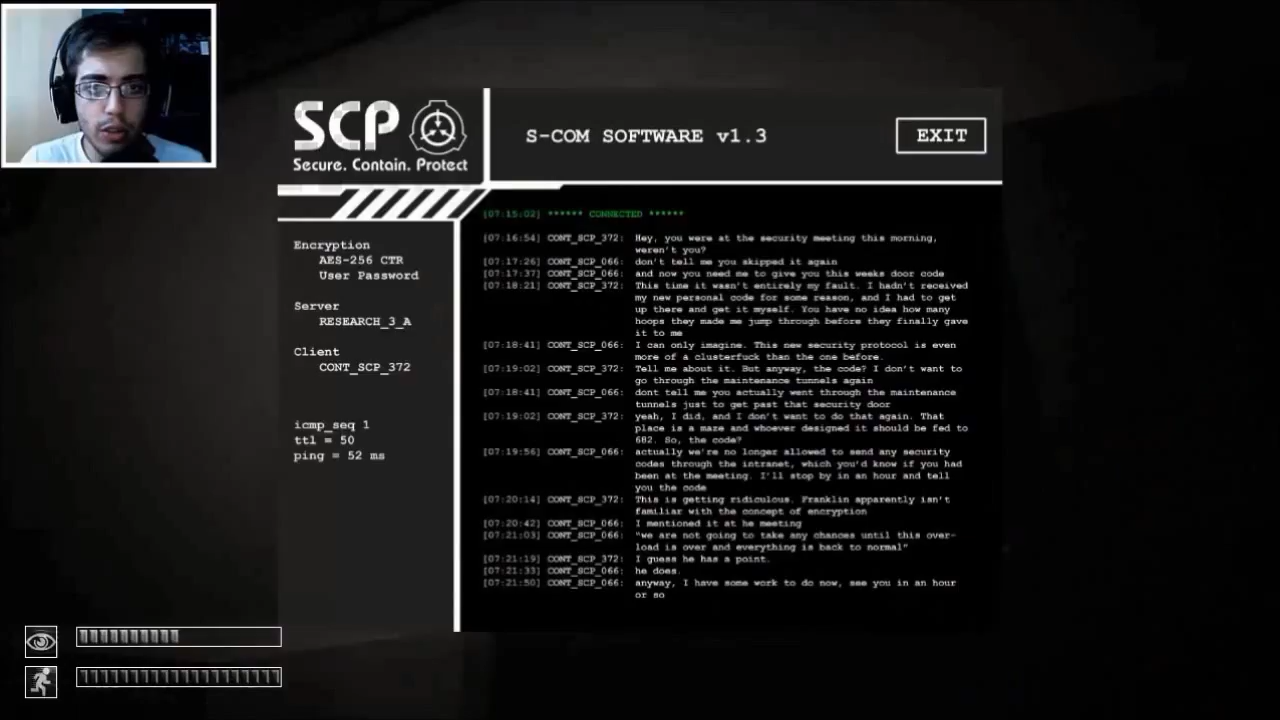 SCP
Secure. Contain. Protect
S-COM SOFTWARE v1.3
EXIT
Encryption
AES-256 CTR
User Password
Server
RESEARCH_3_A
Client
CONT_SCP_372
icmp_seq 1
ttl = 50
ping = 52 ms
[07:15:02] ****** CONNECTED ******
[07:16:54] CONT_SCP_372: Hey, you were at the security meeting this morning,
weren't you?
[07:17:26] CONT_SCP_066: don't tell me you skipped it again
[07:17:37] CONT_SCP_066: and now you need me to give you this weeks door code
[07:18:21] CONT_SCP_372: This time it wasn't entirely my fault. I hadn't received
my new personal code for some reason, and I had to get
up there and get it myself. You have no idea how many
hoops they made me jump through before they finally gave
it to me
[07:18:41] CONT_SCP_066: I can only imagine. This new security protocol is even
more of a clusterfuck than the one before.
[07:19:02] CONT_SCP_372: Tell me about it. But anyway, the code? I don't want to
go through the maintenance tunnels again
[07:18:41] CONT_SCP_066: dont tell me you actually went through the maintenance
tunnels just to get past that security door
[07:19:02] CONT_SCP_372: yeah, I did, and I don't want to do that again. That
place is a maze and whoever designed it should be fed to
682. So, the code?
[07:19:56] CONT_SCP_066: actually we're no longer allowed to send any security
codes through the intranet, which you'd know if you had
been at the meeting. I'll stop by in an hour and tell
you the code
[07:20:14] CONT_SCP_372: This is getting ridiculous. Franklin apparently isn't
familiar with the concept of encryption
[07:20:42] CONT_SCP_066: I mentioned it at he meeting
[07:21:03] CONT_SCP_066: "we are not going to take any chances until this over-
load is over and everything is back to normal"
[07:21:19] CONT_SCP_372: I guess he has a point.
[07:21:33] CONT_SCP_066: he does.
[07:21:50] CONT_SCP_066: anyway, I have some work to do now, see you in an hour
or so